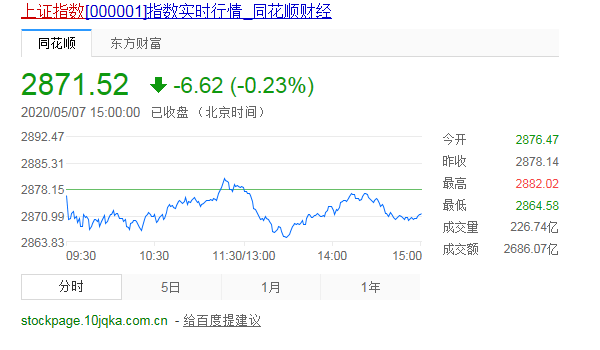 上证指数[000001]指数实时行情_同花顺财经
同花顺 东方财富
2871.52 -6.62 (-0.23%)
2020/05/07 15:00:00 已收盘 （北京时间）
2892.47
2885.31
2878.15
2870.99
2863.83
09:30 10:30 11:30/13:00 14:00 15:00
今开 2876.47
昨收 2878.14
最高 2882.02
最低 2864.58
成交量 226.74亿
成交额 2686.07亿
分时 5日 1月 1年
stockpage.10jqka.com.cn - 给百度提建议